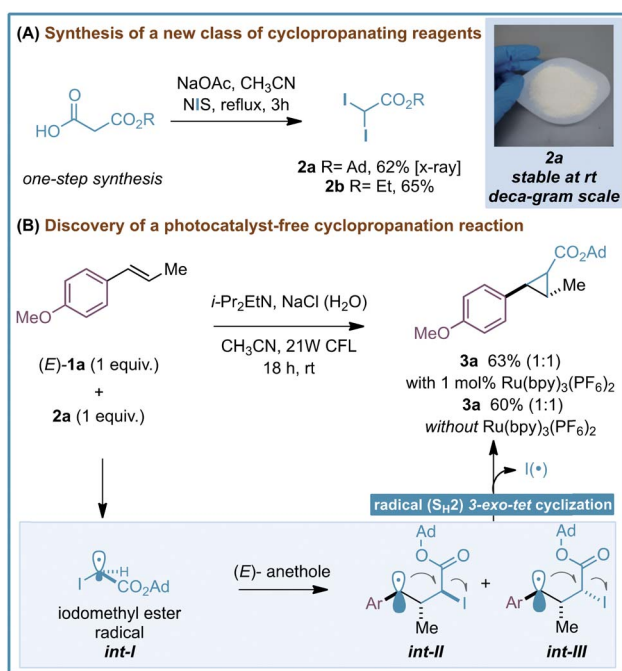 (A) Synthesis of a new class of cyclopropanating reagents
O
HO
CO₂R
NaOAc, CH₃CN
NIS, reflux, 3h
I
CO₂R
I
one-step synthesis
2a R= Ad, 62% [x-ray]
2b R= Et, 65%
2a
stable at rt
deca-gram scale
(B) Discovery of a photocatalyst-free cyclopropanation reaction
Me
MeO
(E)-1a (1 equiv.)
+
2a (1 equiv.)
i-Pr₂EtN, NaCl (H₂O)
CH₃CN, 21W CFL
18 h, rt
CO₂Ad
Me
MeO
3a 63% (1:1)
with 1 mol% Ru(bpy)₃(PF₆)₂
3a 60% (1:1)
without Ru(bpy)₃(PF₆)₂
I(•)
radical (SH2) 3-exo-tet cyclization
I
H
CO₂Ad
iodomethyl ester
radical
int-I
(E)- anethole
Ad
O
O
Ar
I
Me
int-II
+
Ad
O
O
Ar
I
Me
int-III